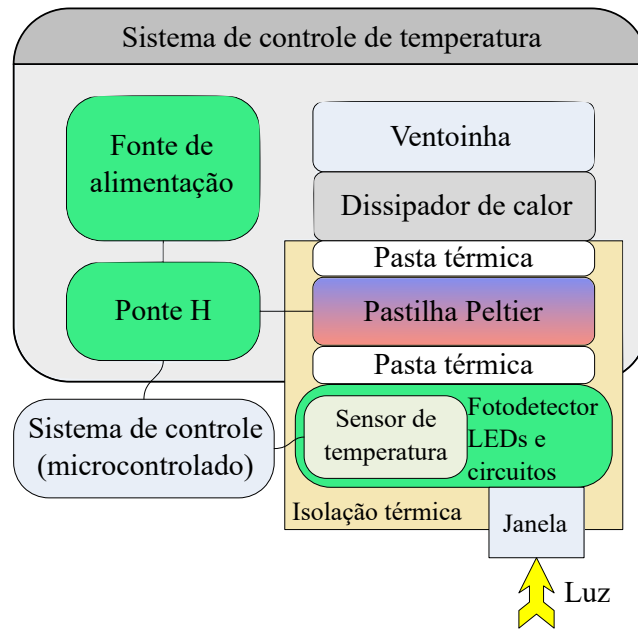 Sistema de controle de temperatura
Fonte de
alimentação
Ventoinha
Dissipador de calor
Pasta térmica
Ponte H
Pastilha Peltier
Pasta térmica
Sistema de controle
(microcontrolado)
Sensor de
temperatura
Fotodetector
LEDs e
circuitos
Isolação térmica
Janela
Luz